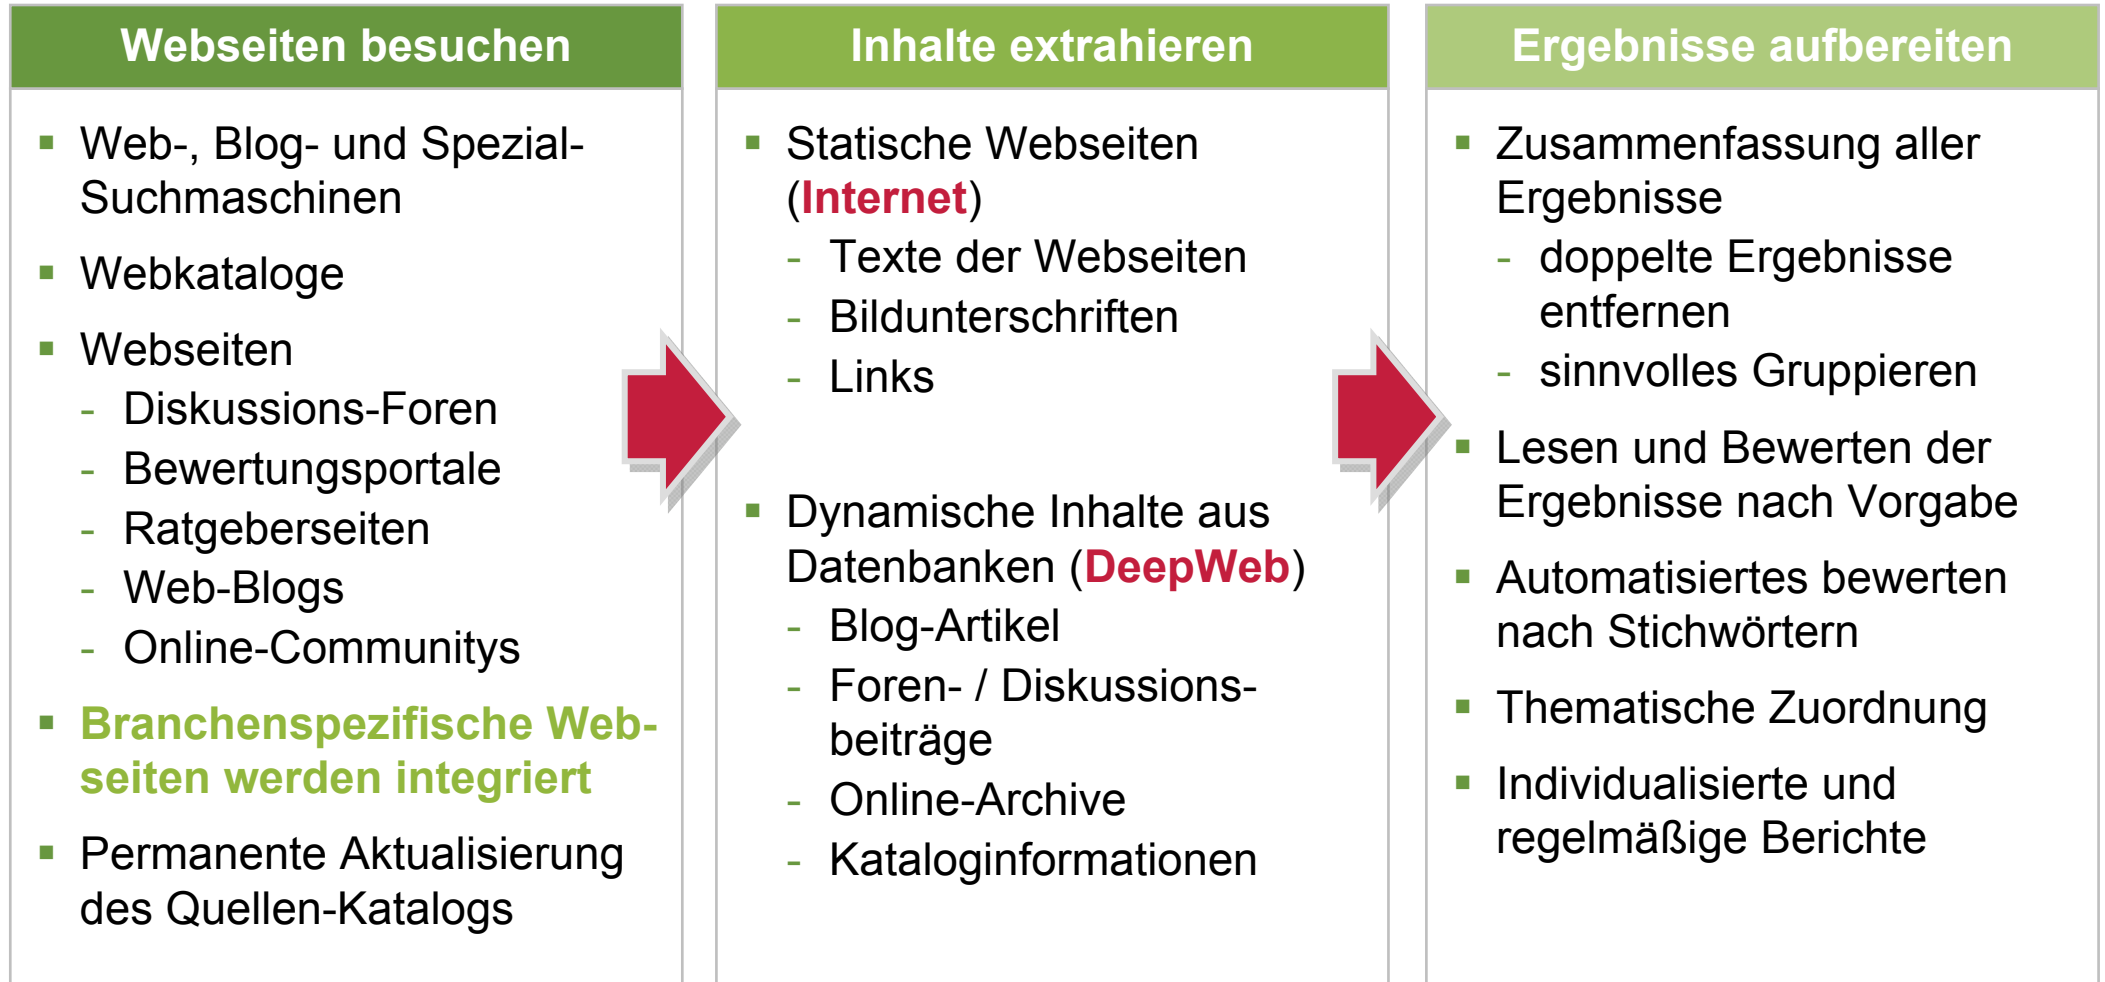 Webseiten besuchen
▪ Web-, Blog- und Spezial-
Suchmaschinen
▪ Webkataloge
▪ Webseiten
- Diskussions-Foren
- Bewertungsportale
- Ratgeberseiten
- Web-Blogs
- Online-Communitys
▪ Branchenspezifische Web-
seiten werden integriert
▪ Permanente Aktualisierung
des Quellen-Katalogs
Inhalte extrahieren
▪ Statische Webseiten
(Internet)
- Texte der Webseiten
- Bildunterschriften
- Links
▪ Dynamische Inhalte aus
Datenbanken (DeepWeb)
- Blog-Artikel
- Foren- / Diskussions-
beiträge
- Online-Archive
- Kataloginformationen
Ergebnisse aufbereiten
▪ Zusammenfassung aller
Ergebnisse
- doppelte Ergebnisse
entfernen
- sinnvolles Gruppieren
▪ Lesen und Bewerten der
Ergebnisse nach Vorgabe
▪ Automatisiertes bewerten
nach Stichwörtern
▪ Thematische Zuordnung
▪ Individualisierte und
regelmäßige Berichte